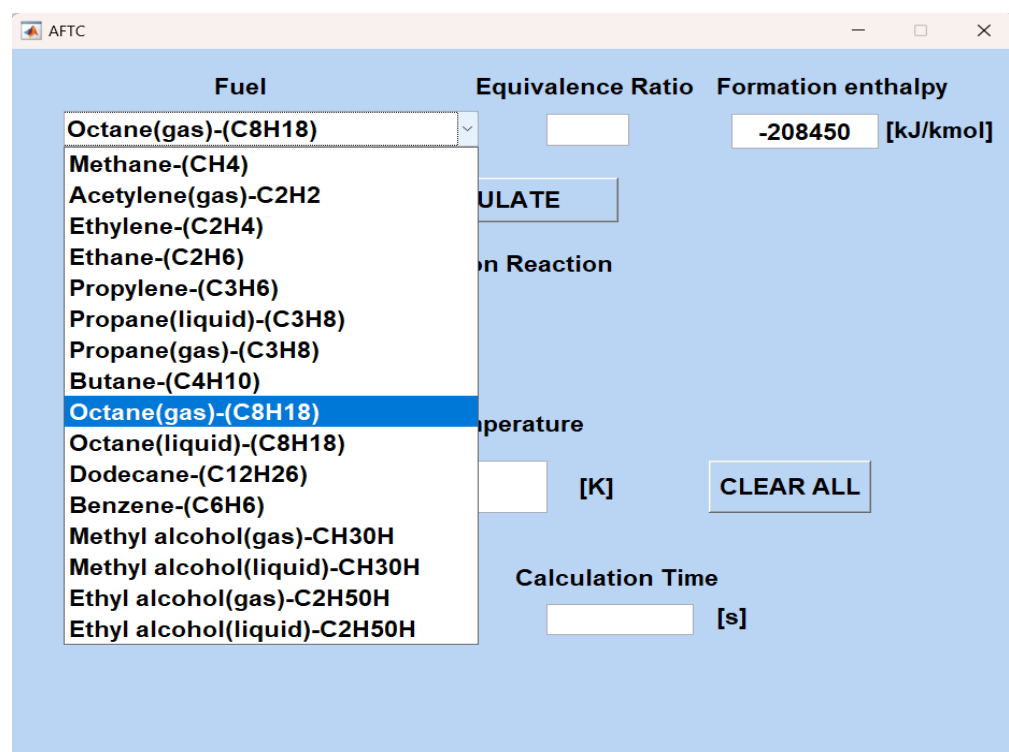 AFTC
Fuel
Equivalence Ratio
Formation enthalpy
Octane(gas)-(C8H18)
-208450
[kJ/kmol]
Methane-(CH4)
Acetylene(gas)-C2H2
Ethylene-(C2H4)
Ethane-(C2H6)
Propylene-(C3H6)
Propane(liquid)-(C3H8)
Propane(gas)-(C3H8)
Butane-(C4H10)
Octane(gas)-(C8H18)
Octane(liquid)-(C8H18)
Dodecane-(C12H26)
Benzene-(C6H6)
Methyl alcohol(gas)-CH30H
Methyl alcohol(liquid)-CH30H
Ethyl alcohol(gas)-C2H50H
Ethyl alcohol(liquid)-C2H50H
ULATE
on Reaction
perature
[K]
CLEAR ALL
Calculation Time
[s]